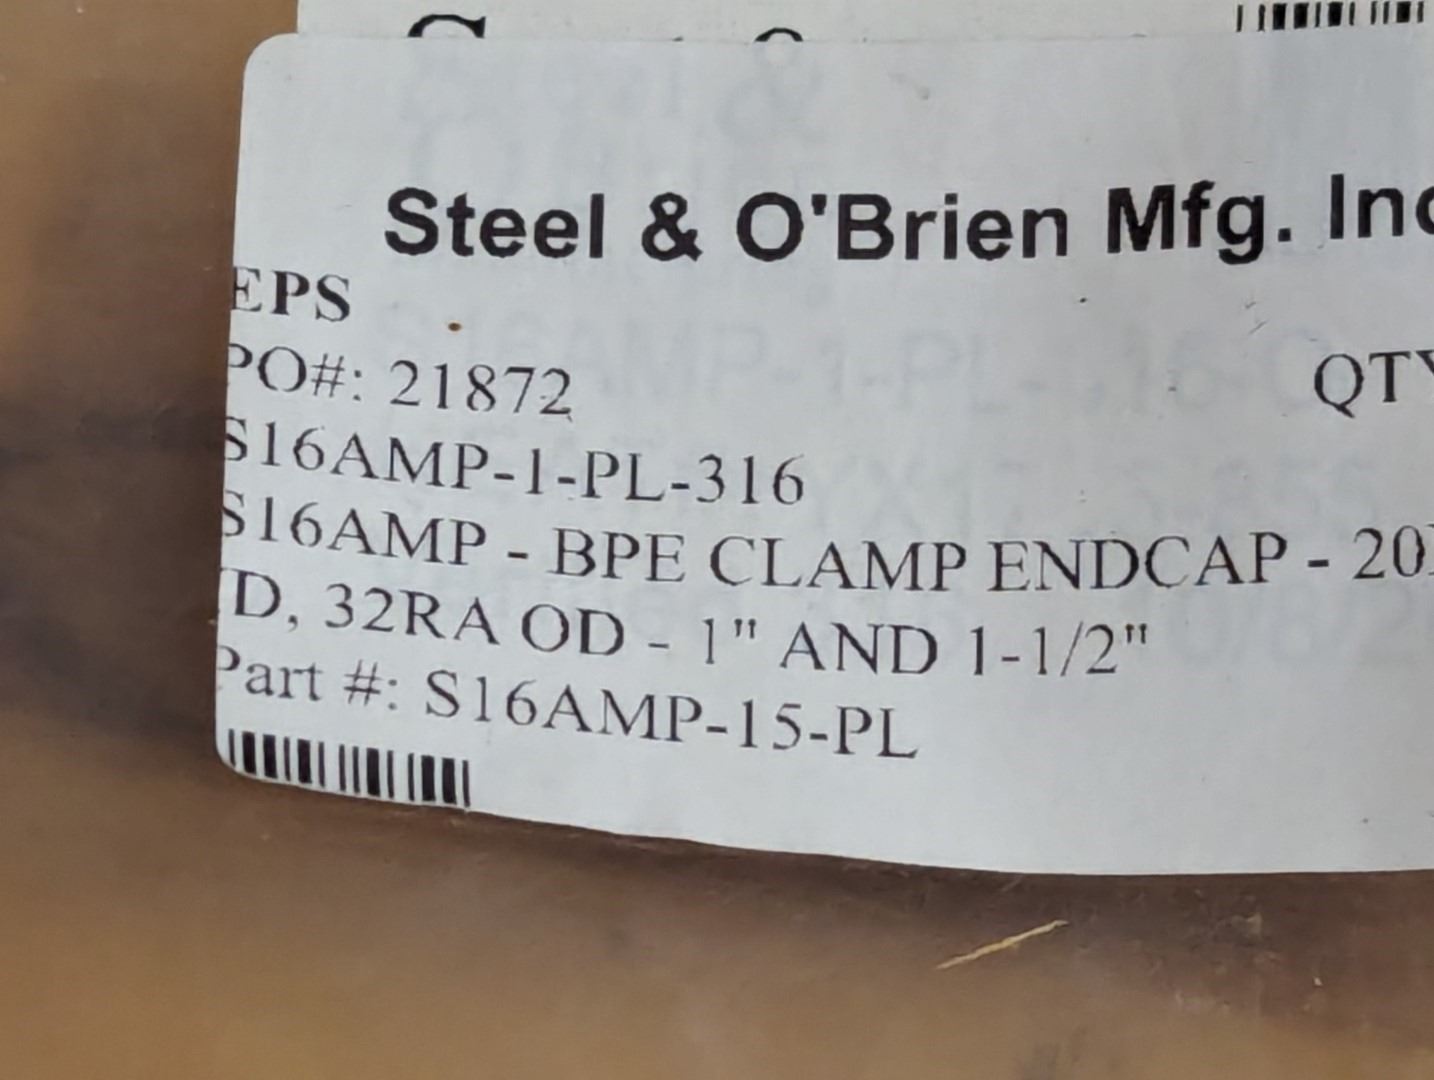 Steel & O'Brien Mfg. Inc
EPS
PO#: 21872
QTY
S16AMP-1-PL-316
S16AMP - BPE CLAMP ENDCAP - 20
ID, 32RA OD - 1" AND 1-1/2"
Part #: S16AMP-15-PL